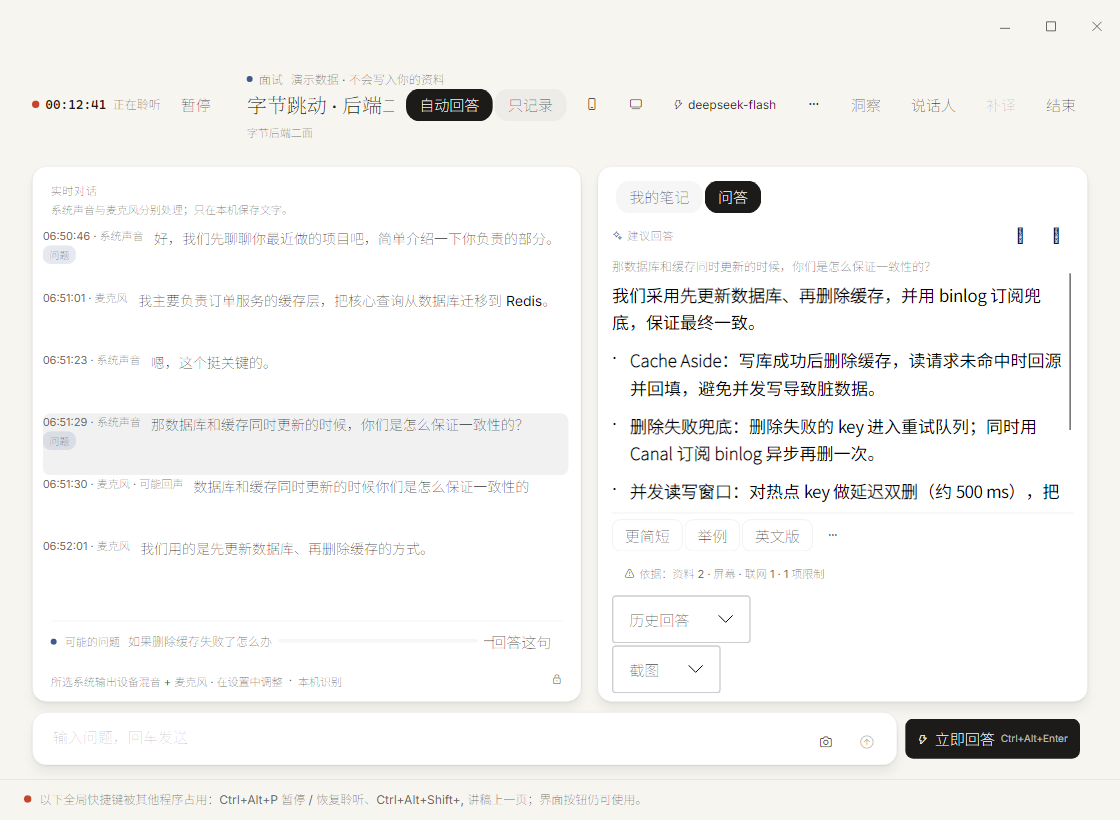 面试 演示数据 · 不会写入你的资料
00:12:41 正在聆听 暂停 字节跳动 · 后端二 自动回答 只记录 deepseek-flash ··· 洞察 说话人 补译 结束
字节后端二面
实时对话
系统声音与麦克风分别处理；只在本机保存文字。
06:50:46 · 系统声音 好，我们先聊聊你最近做的项目吧，简单介绍一下你负责的部分。
问题
06:51:01 · 麦克风 我主要负责订单服务的缓存层，把核心查询从数据库迁移到 Redis。
06:51:23 · 系统声音 嗯，这个挺关键的。
06:51:29 · 系统声音 那数据库和缓存同时更新的时候，你们是怎么保证一致性的？
问题
06:51:30 · 麦克风 · 可能回声 数据库和缓存同时更新的时候你们是怎么保证一致性的
06:52:01 · 麦克风 我们用的是先更新数据库、再删除缓存的方式。
可能的问题 如果删除缓存失败了怎么办 回答这句
所选系统输出设备混音 + 麦克风 · 在设置中调整 · 本机识别
我的笔记 问答
建议回答
那数据库和缓存同时更新的时候，你们是怎么保证一致性的？
我们采用先更新数据库、再删除缓存，并用 binlog 订阅兜
底，保证最终一致。
· Cache Aside：写库成功后删除缓存，读请求未命中时回源
并回填，避免并发写导致脏数据。
· 删除失败兜底：删除失败的 key 进入重试队列；同时用
Canal 订阅 binlog 异步再删一次。
· 并发读写窗口：对热点 key 做延迟双删（约 500 ms），把
更简短 举例 英文版 ···
依据：资料 2 · 屏幕 · 联网 1 · 1 项限制
历史回答
截图
输入问题，回车发送
立即回答 Ctrl+Alt+Enter
以下全局快捷键被其他程序占用：Ctrl+Alt+P 暂停 / 恢复聆听、Ctrl+Alt+Shift+, 讲稿上一页；界面按钮仍可使用。